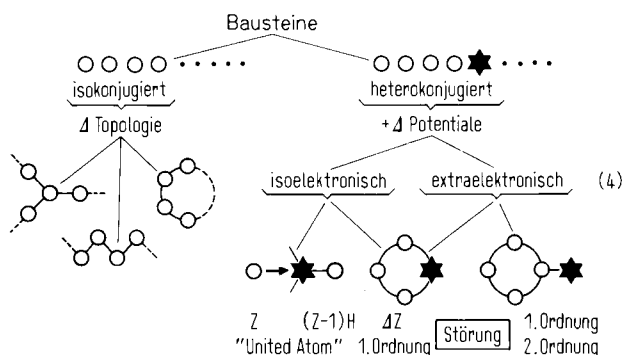 Bausteine
isokonjugiert heterokonjugiert
Δ Topologie +Δ Potentiale
isoelektronisch extraelektronisch (4)
Z (Z-1)H ΔZ Störung 1.Ordnung
"United Atom" 1.Ordnung 2.Ordnung